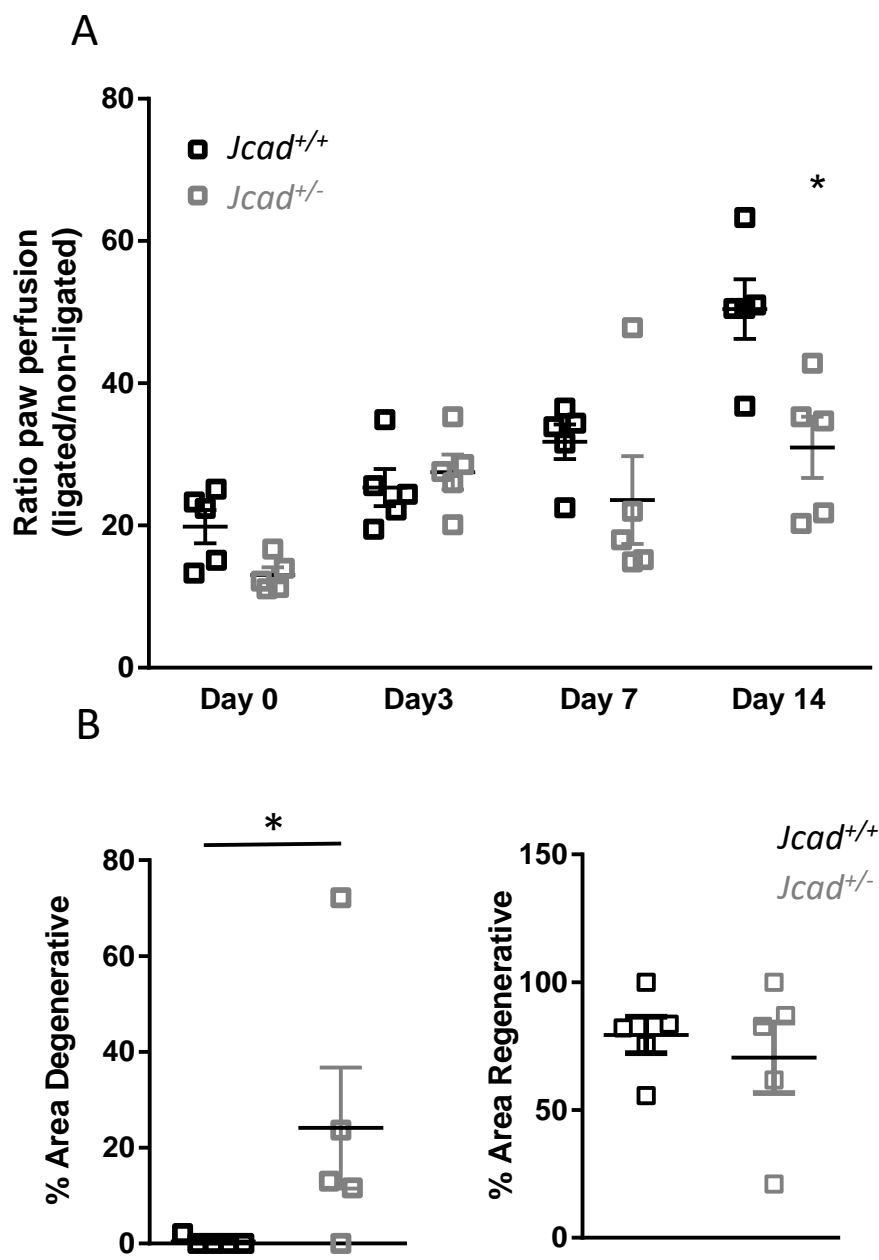 A
80
60
40
20
0
Ratio paw perfusion
(ligated/non-ligated)
Jcad+/+
Jcad+/-
*
Day 0 Day3 Day 7 Day 14
B
*
80
60
40
20
0
% Area Degenerative
Jcad+/+
Jcad+/-
150
100
50
0
% Area Regenerative